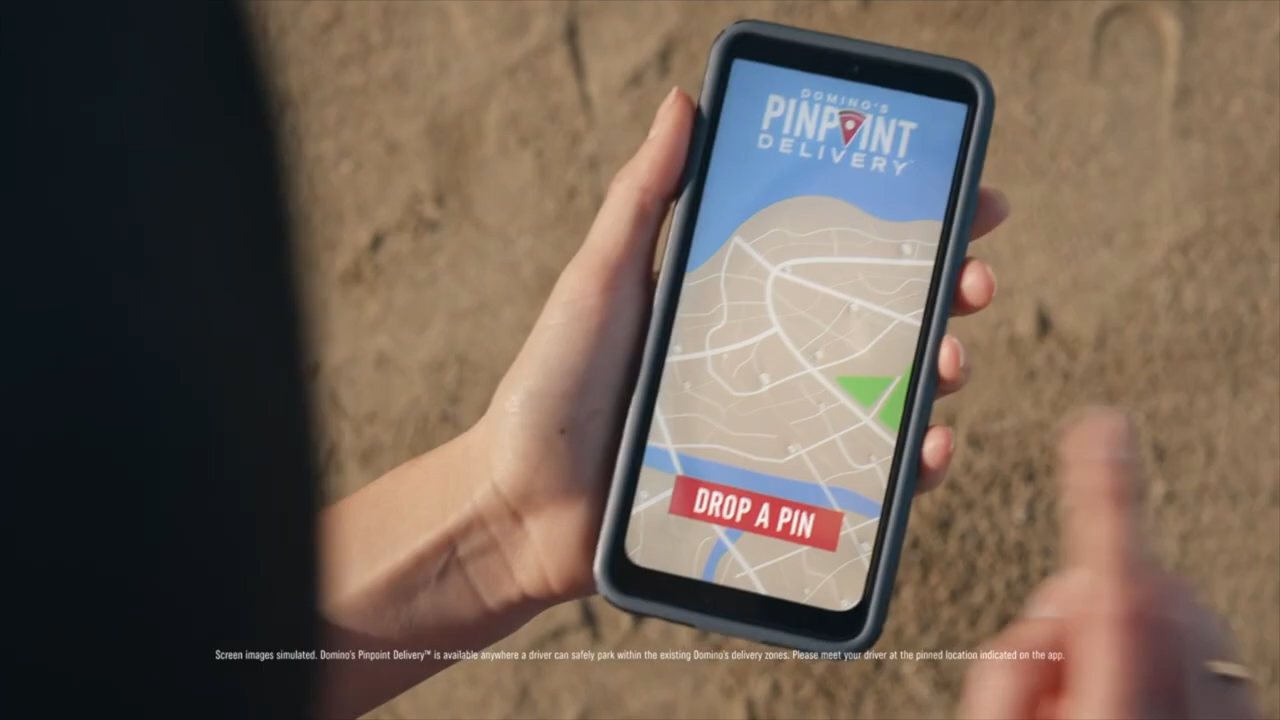 DOMINO'S
PINPOINT
DELIVERY™
DROP A PIN
Screen images simulated. Domino's Pinpoint Delivery™ is available anywhere a driver can safely park within the existing Domino's delivery zones. Please meet your driver at the pinned location indicated on the app.